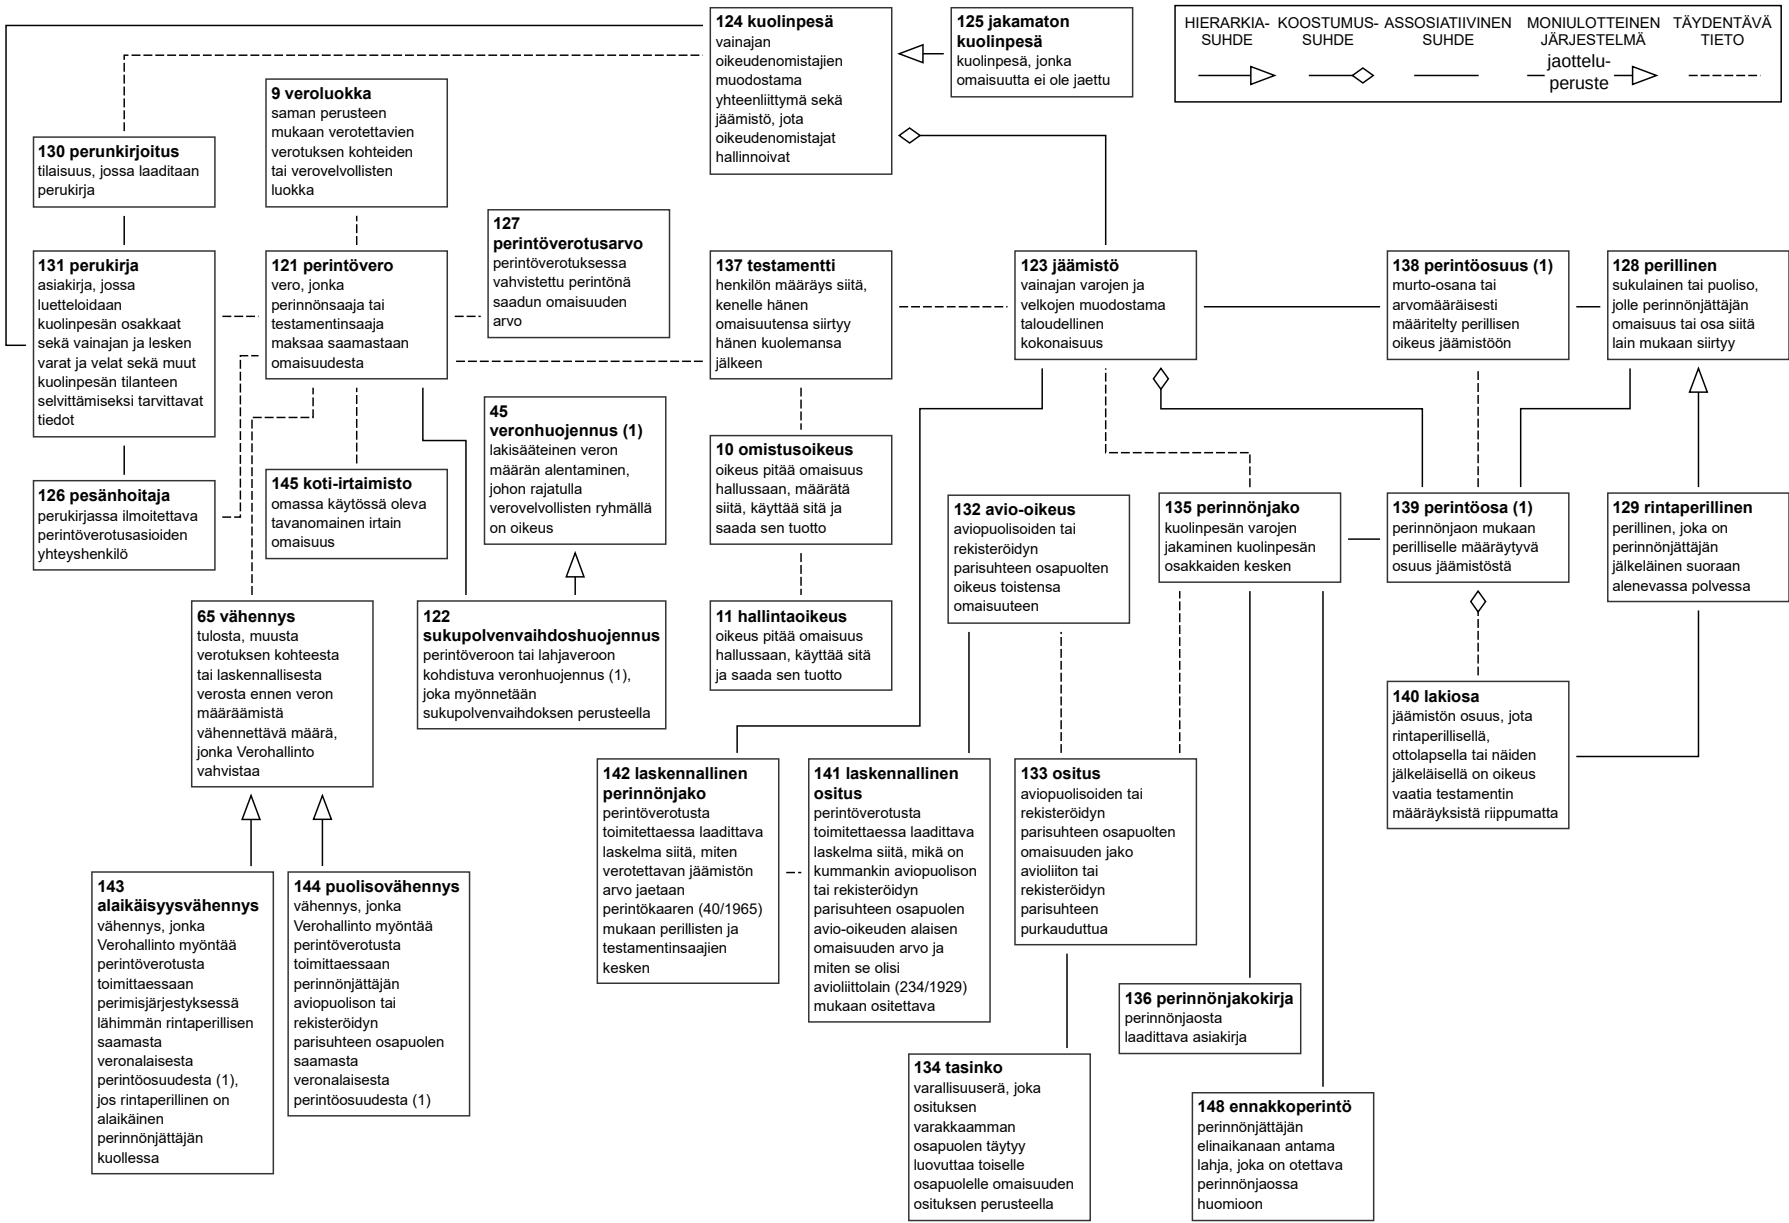 124 kuolinpesä
vainajan
oikeudenomistajien
muodostama
yhteenliittymä sekä
jäämistö, jota
oikeudenomistajat
hallinnoivat
125 jakamaton
kuolinpesä
kuolinpesä, jonka
omaisuutta ei ole jaettu
HIERARKIA-
SUHDE
KOOSTUMUS-
SUHDE
ASSOSIATIIVINEN
SUHDE
MONIULOTTEINEN
JÄRJESTELMÄ
jaottelu-
peruste
TÄYDENTÄVÄ
TIETO
9 veroluokka
saman perusteen
mukaan verotettavien
verotuksen kohteiden
tai verovelvollisten
luokka
130 perunkirjoitus
tilaisuus, jossa laaditaan
perukirja
127
perintöverotusarvo
perintöverotuksessa
vahvistettu perintönä
saadun omaisuuden
arvo
131 perukirja
asiakirja, jossa
luetteloidaan
kuolinpesän osakkaat
sekä vainajan ja lesken
varat ja velat sekä muut
kuolinpesän tilanteen
selvittämiseksi tarvittavat
tiedot
121 perintövero
vero, jonka
perinnönsaaja tai
testamentinsaaja
maksaa saamastaan
omaisuudesta
137 testamentti
henkilön määräys siitä,
kenelle hänen
omaisuutensa siirtyy
hänen kuolemansa
jälkeen
123 jäämistö
vainajan varojen ja
velkojen muodostama
taloudellinen
kokonaisuus
138 perintöosuus (1)
murto-osana tai
arvomääräisesti
määritelty perillisen
oikeus jäämistöön
128 perillinen
sukulainen tai puoliso,
jolle perinnönjättäjän
omaisuus tai osa siitä
lain mukaan siirtyy
45
veronhuojennus (1)
lakisääteinen veron
määrän alentaminen,
johon rajatulla
verovelvollisten ryhmällä
on oikeus
10 omistusoikeus
oikeus pitää omaisuus
hallussaan, määrätä
siitä, käyttää sitä ja
saada sen tuotto
126 pesänhoitaja
perukirjassa ilmoitettava
perintöverotusasioiden
yhteyshenkilö
145 koti-irtaimisto
omassa käytössä oleva
tavanomainen irtain
omaisuus
132 avio-oikeus
aviopuolisoiden tai
rekisteröidyn
parisuhteen osapuolten
oikeus toistensa
omaisuuteen
135 perinnönjako
kuolinpesän varojen
jakaminen kuolinpesän
osakkaiden kesken
139 perintöosa (1)
perinnönjaon mukaan
perilliselle määräytyvä
osuus jäämistöstä
129 rintaperillinen
perillinen, joka on
perinnönjättäjän
jälkeläinen suoraan
alenevassa polvessa
65 vähennys
tulosta, muusta
verotuksen kohteesta
tai laskennallisesta
verosta ennen veron
määräämistä
vähennettävä määrä,
jonka Verohallinto
vahvistaa
122
sukupolvenvaihdoshuojennus
perintöveroon tai lahjaveroon
kohdistuva veronhuojennus (1),
joka myönnetään
sukupolvenvaihdoksen perusteella
11 hallintaoikeus
oikeus pitää omaisuus
hallussaan, käyttää sitä
ja saada sen tuotto
140 lakiosa
jäämistön osuus, jota
rintaperillisellä,
ottolapsella tai näiden
jälkeläisellä on oikeus
vaatia testamentin
määräyksistä riippumatta
142 laskennallinen
perinnönjako
perintöverotusta
toimitettaessa laadittava
laskelma siitä, miten
verotettavan jäämistön
arvo jaetaan
perintökaaren (40/1965)
mukaan perillisten ja
testamentinsaajien
kesken
141 laskennallinen
ositus
perintöverotusta
toimitettaessa laadittava
laskelma siitä, mikä on
kummankin aviopuolison
tai rekisteröidyn
parisuhteen osapuolen
avio-oikeuden alaisen
omaisuuden arvo ja
miten se olisi
avioliittolain (234/1929)
mukaan ositettava
133 ositus
aviopuolisoiden tai
rekisteröidyn
parisuhteen osapuolten
omaisuuden jako
avioliiton tai
rekisteröidyn
parisuhteen
purkauduttua
143
alaikäisyysvähennys
vähennys, jonka
Verohallinto myöntää
perintöverotusta
toimittaessaan
perimisjärjestyksessä
lähimmän rintaperillisen
saamasta
veronalaisesta
perintöosuudesta (1),
jos rintaperillinen on
alaikäinen
perinnönjättäjän
kuollessa
144 puolisovähennys
vähennys, jonka
Verohallinto myöntää
perintöverotusta
toimittaessaan
perinnönjättäjän
aviopuolison tai
rekisteröidyn
parisuhteen osapuolen
saamasta
veronalaisesta
perintöosuudesta (1)
136 perinnönjakokirja
perinnönjaosta
laadittava asiakirja
134 tasinko
varallisuuserä, joka
osituksen
varakkaamman
osapuolen täytyy
luovuttaa toiselle
osapuolelle omaisuuden
osituksen perusteella
148 ennakkoperintö
perinnönjättäjän
elinaikanaan antama
lahja, joka on otettava
perinnönjaossa
huomioon